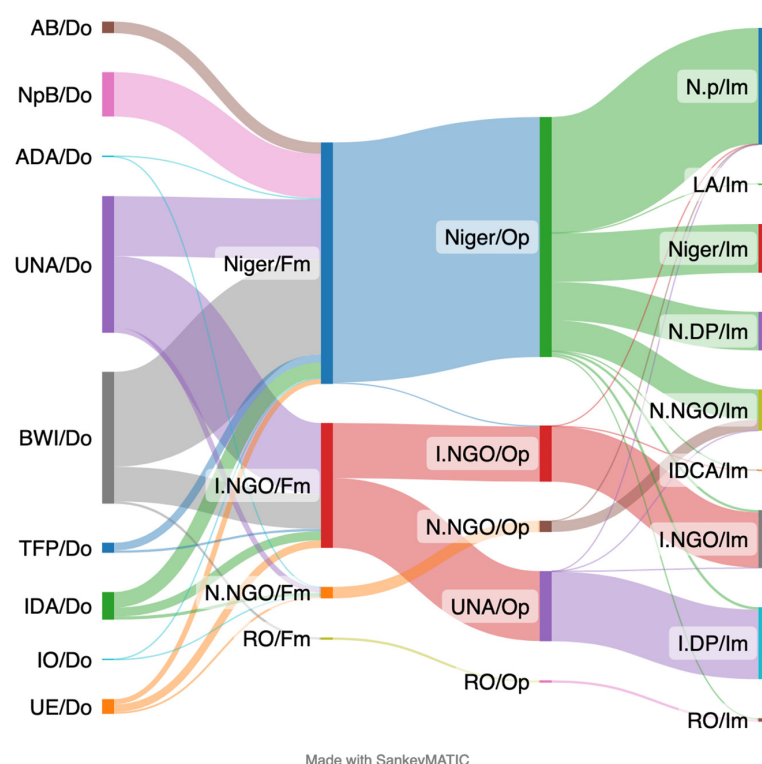 AB/Do
NpB/Do
ADA/Do
UNA/Do
BWI/Do
TFP/Do
IDA/Do
IO/Do
UE/Do
Niger/Fm
I.NGO/Fm
N.NGO/Fm
RO/Fm
Niger/Op
I.NGO/Op
N.NGO/Op
UNA/Op
RO/Op
N.p/Im
LA/Im
Niger/Im
N.DP/Im
N.NGO/Im
IDCA/Im
I.NGO/Im
I.DP/Im
RO/Im
Made with SankeyMATIC